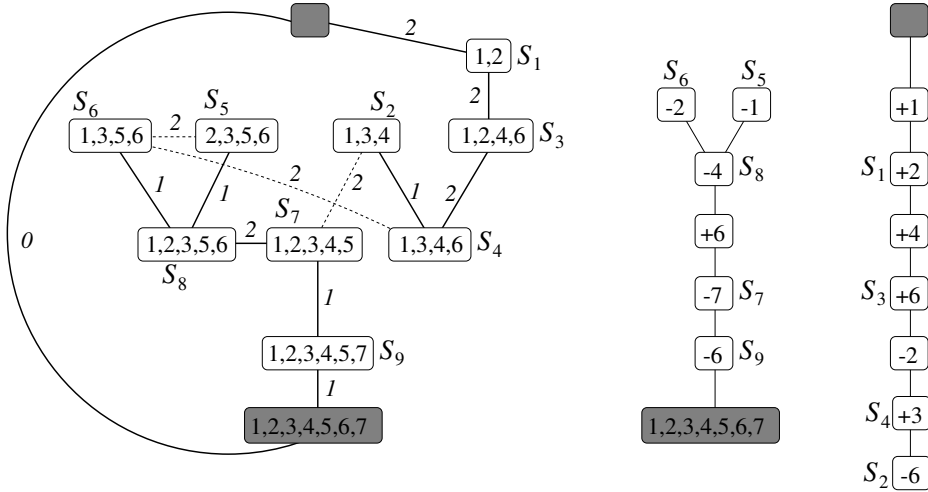 2
1,2 S1
2
S6 S5 S2
1,3,5,6 2 2,3,5,6 1,3,4 1,2,4,6 S3
1 1 2 2 1 2
S7
0 1,2,3,5,6 2 1,2,3,4,5 1,3,4,6 S4
S8
1
1,2,3,4,5,7 S9
1
1,2,3,4,5,6,7
S6 S5
-2 -1
-4 S8
+6
-7 S7
-6 S9
1,2,3,4,5,6,7
+1
S1 +2
+4
S3 +6
-2
S4 +3
S2 -6